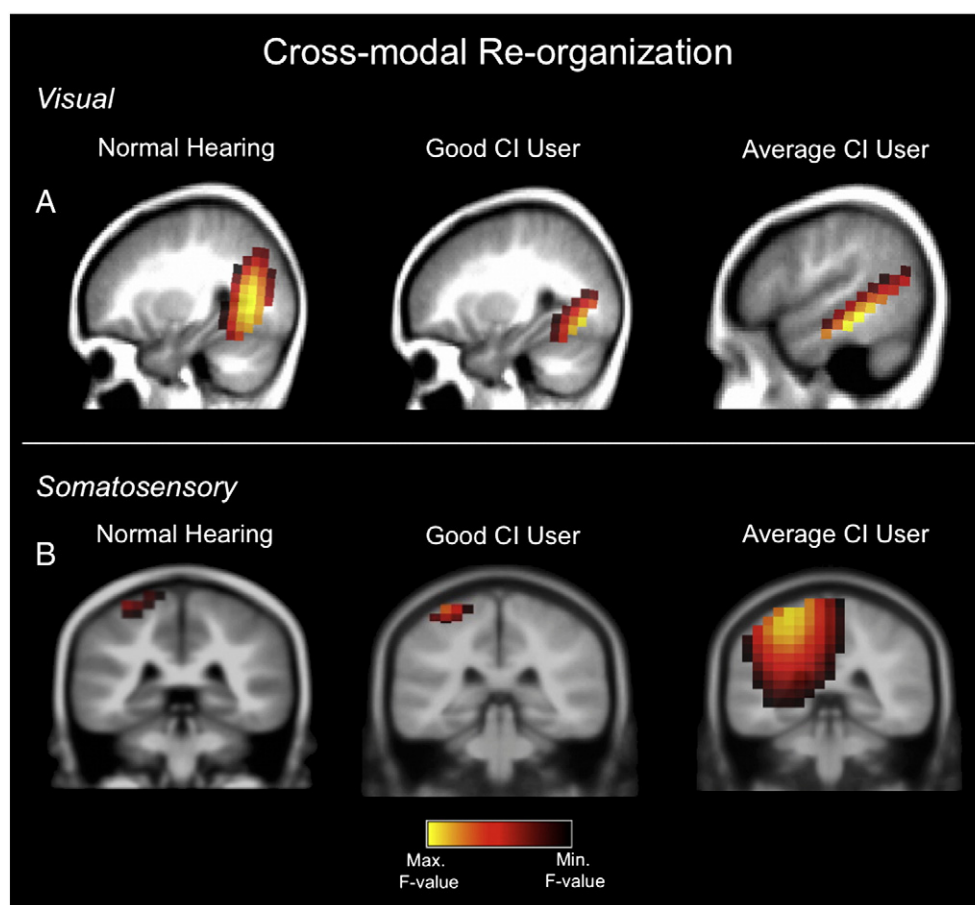 Cross-modal Re-organization
Visual
Normal Hearing
Good CI User
Average CI User
A
Somatosensory
Normal Hearing
Good CI User
Average CI User
B
Max.
F-value
Min.
F-value